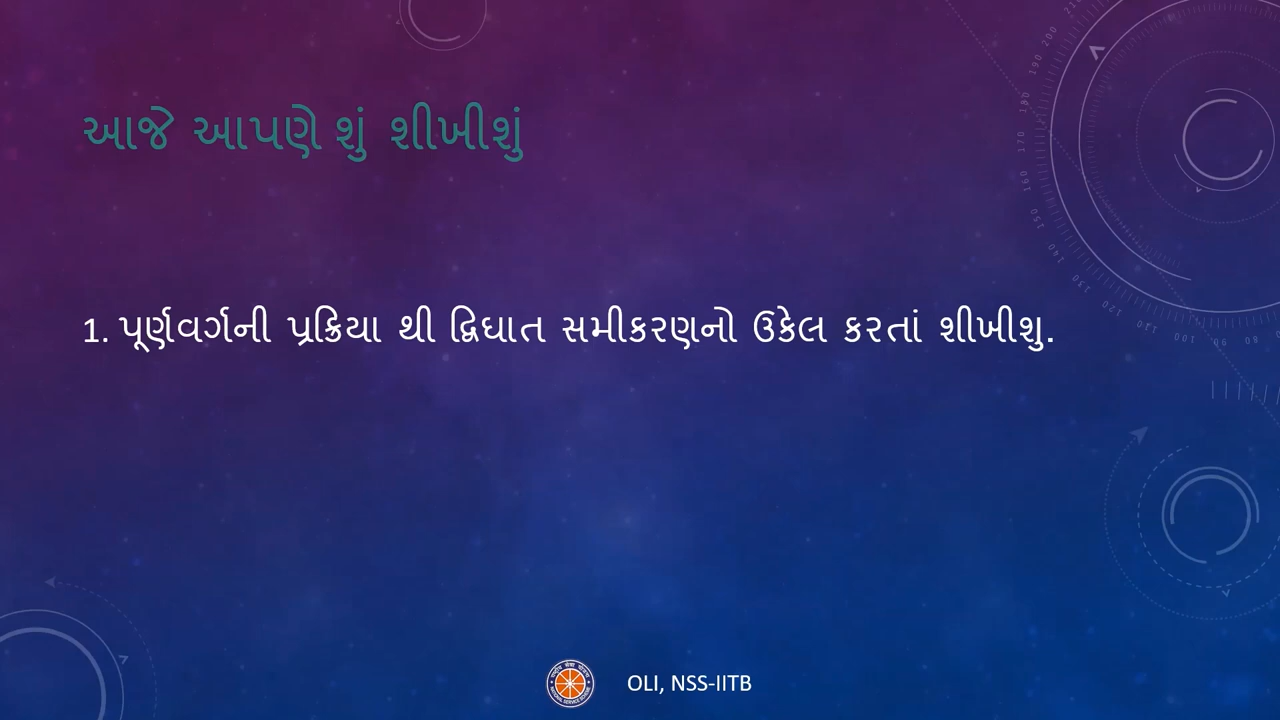 આજે આપણે શું શીખીશું
1. પૂર્ણવર્ગની પ્રક્રિયા થી દ્વિઘાત સમીકરણનો ઉકેલ કરતાં શીખીશુ.
OLI, NSS-IITB